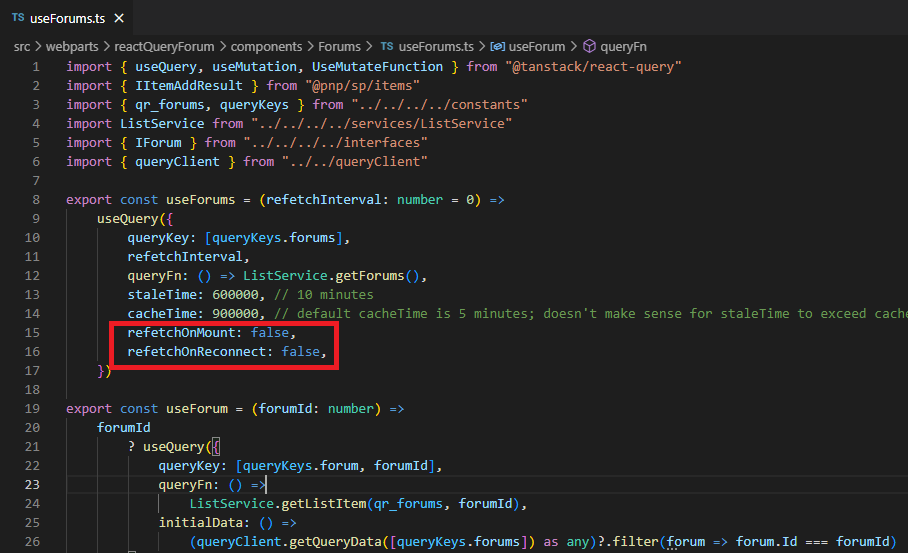 TS useForums.ts ×
src > webparts > reactQueryForum > components > Forums > TS useForums.ts > useForum > queryFn
1 import { useQuery, useMutation, UseMutateFunction } from "@tanstack/react-query"
2 import { IItemAddResult } from "@pnp/sp/items"
3 import { qr_forums, queryKeys } from "../../../../constants"
4 import ListService from "../../../../services/ListService"
5 import { IForum } from "../../../../interfaces"
6 import { queryClient } from "../../queryClient"
7
8 export const useForums = (refetchInterval: number = 0) =>
9 useQuery({
10 queryKey: [queryKeys.forums],
11 refetchInterval,
12 queryFn: () => ListService.getForums(),
13 staleTime: 600000, // 10 minutes
14 cacheTime: 900000, // default cacheTime is 5 minutes; doesn't make sense for staleTime to exceed cache
15 refetchOnMount: false,
16 refetchOnReconnect: false,
17 })
18
19 export const useForum = (forumId: number) =>
20 forumId
21 ? useQuery({
22 queryKey: [queryKeys.forum, forumId],
23 queryFn: () =>
24 ListService.getListItem(qr_forums, forumId),
25 initialData: () =>
26 (queryClient.getQueryData([queryKeys.forums]) as any)?.filter(forum => forum.Id === forumId)